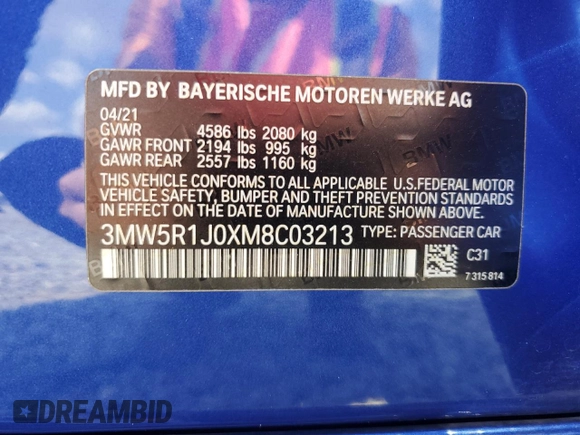 MFD BY BAYERISCHE MOTOREN WERKE AG
04/21
GVWR 4586 lbs 2080 kg
GAWR FRONT 2194 lbs 995 kg
GAWR REAR 2557 lbs 1160 kg
THIS VEHICLE CONFORMS TO ALL APPLICABLE U.S.FEDERAL MOTOR
VEHICLE SAFETY, BUMPER AND THEFT PREVENTION STANDARDS
IN EFFECT ON THE DATE OF MANUFACTURE SHOWN ABOVE.
3MW5R1J0XM8C03213 TYPE: PASSENGER CAR
C31
7 315 814
DREAMBID